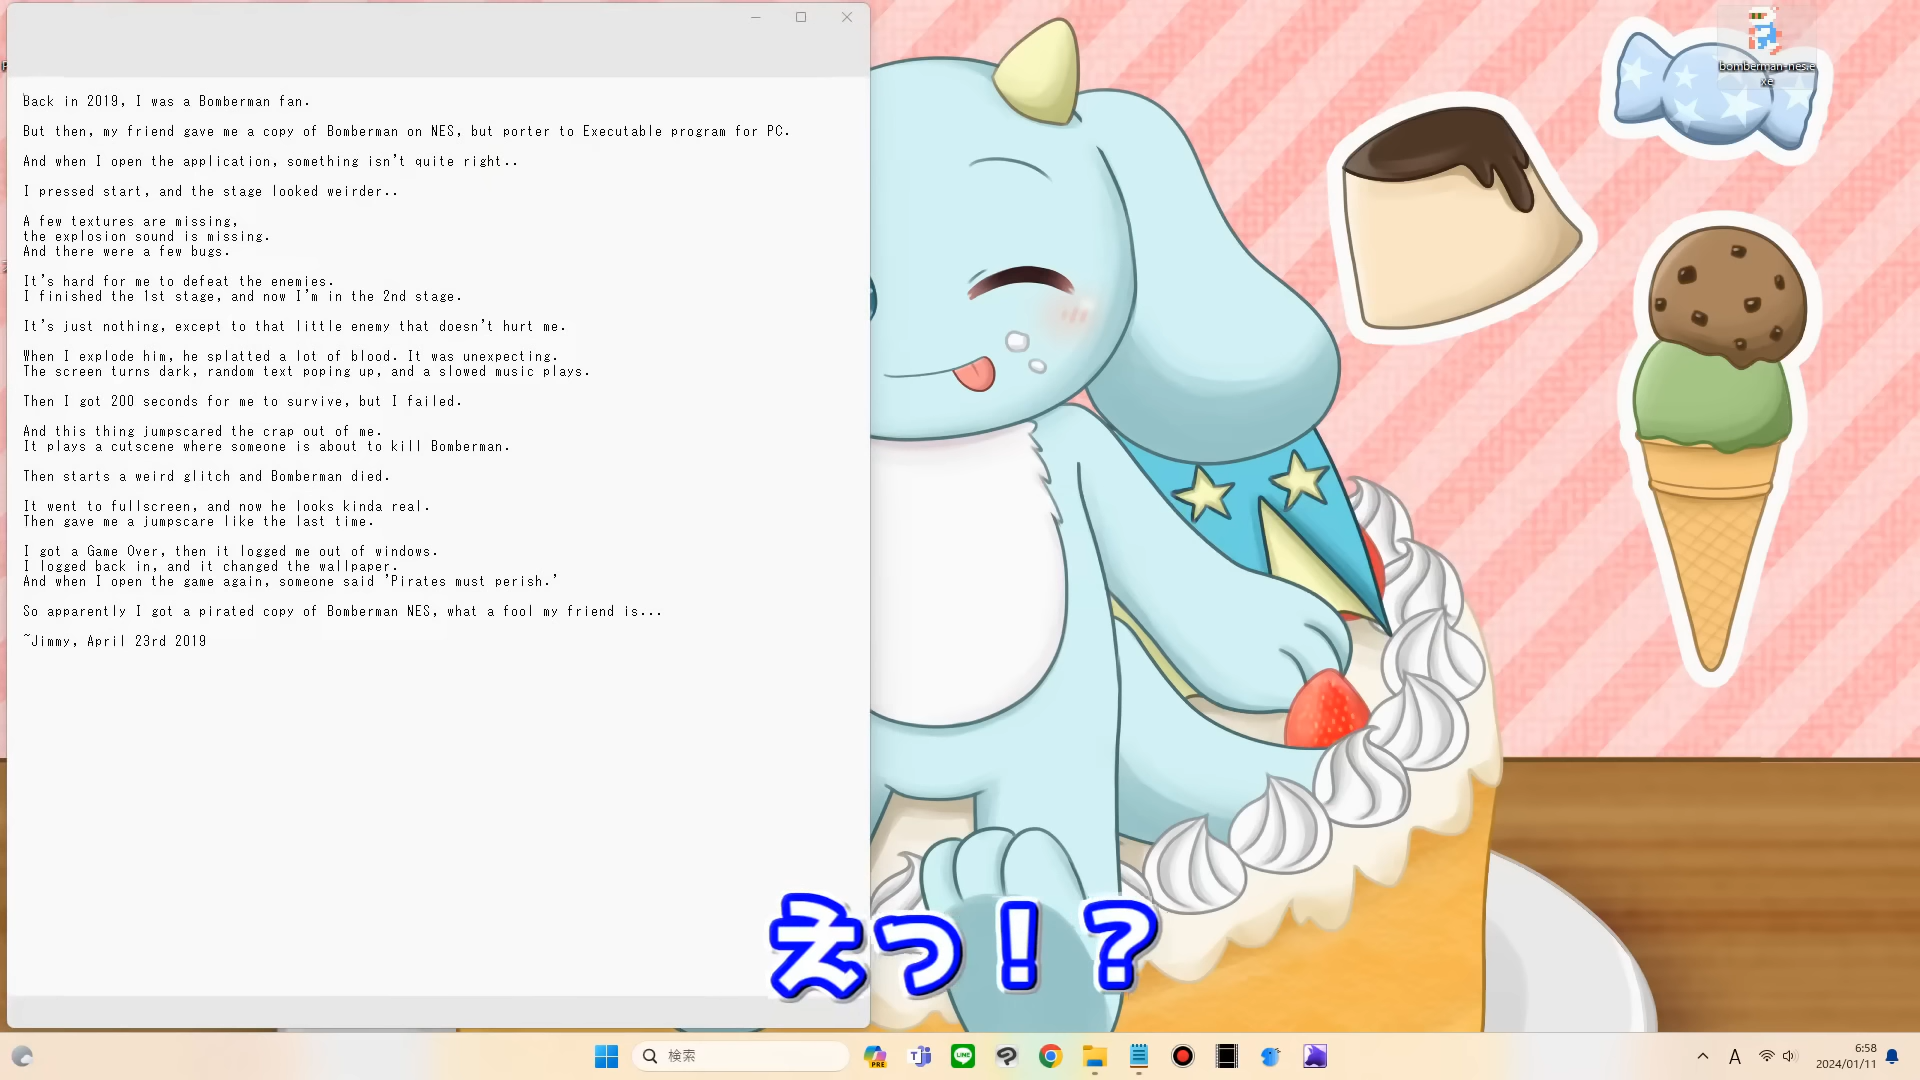 Back in 2019, I was a Bomberman fan.
But then, my friend gave me a copy of Bomberman on NES, but porter to Executable program for PC.
And when I open the application, something isn't quite right..
I pressed start, and the stage looked weirder..
A few textures are missing,
the explosion sound is missing.
And there were a few bugs.
It's hard for me to defeat the enemies.
I finished the 1st stage, and now I'm in the 2nd stage.
It's just nothing, except to that little enemy that doesn't hurt me.
When I explode him, he splatted a lot of blood. It was unexpecting.
The screen turns dark, random text poping up, and a slowed music plays.
Then I got 200 seconds for me to survive, but I failed.
And this thing jumpscared the crap out of me.
It plays a cutscene where someone is about to kill Bomberman.
Then starts a weird glitch and Bomberman died.
It went to fullscreen, and now he looks kinda real.
Then gave me a jumpscare like the last time.
I got a Game Over, then it logged me out of windows.
I logged back in, and it changed the wallpaper.
And when I open the game again, someone said 'Pirates must perish.'
So apparently I got a pirated copy of Bomberman NES, what a fool my friend is...
~Jimmy, April 23rd 2019
bomberman-nes.e
xe
えっ！？
検索
PRE
LINE
A
6:58
2024/01/11